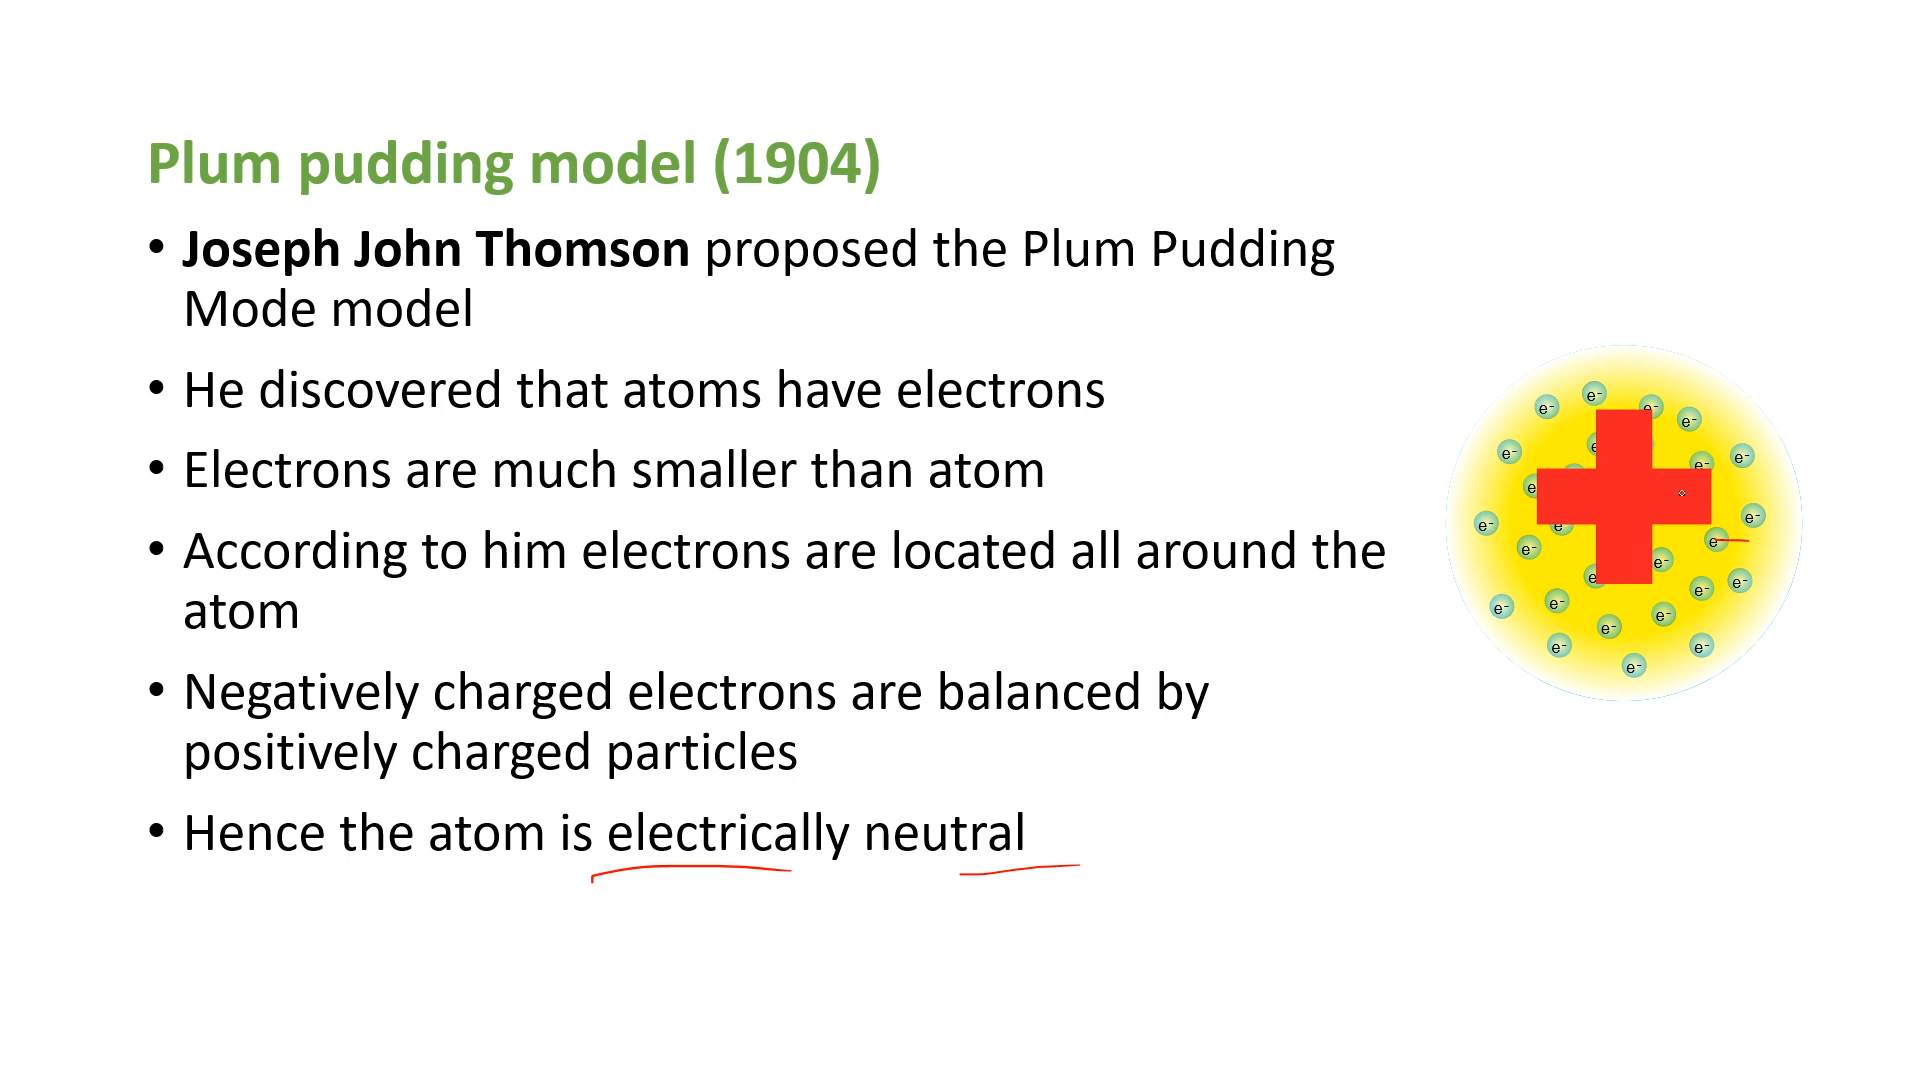 Plum pudding model (1904)
• Joseph John Thomson proposed the Plum Pudding
Mode model
• He discovered that atoms have electrons
• Electrons are much smaller than atom
• According to him electrons are located all around the
atom
• Negatively charged electrons are balanced by
positively charged particles
• Hence the atom is electrically neutral
e-
e-
e-
e-
e
e-
e-
e-
e
e-
e-
e
e-
e-
e-
e
e-
e-
e-
e-
e-
e-
e-
e-
e-
e-